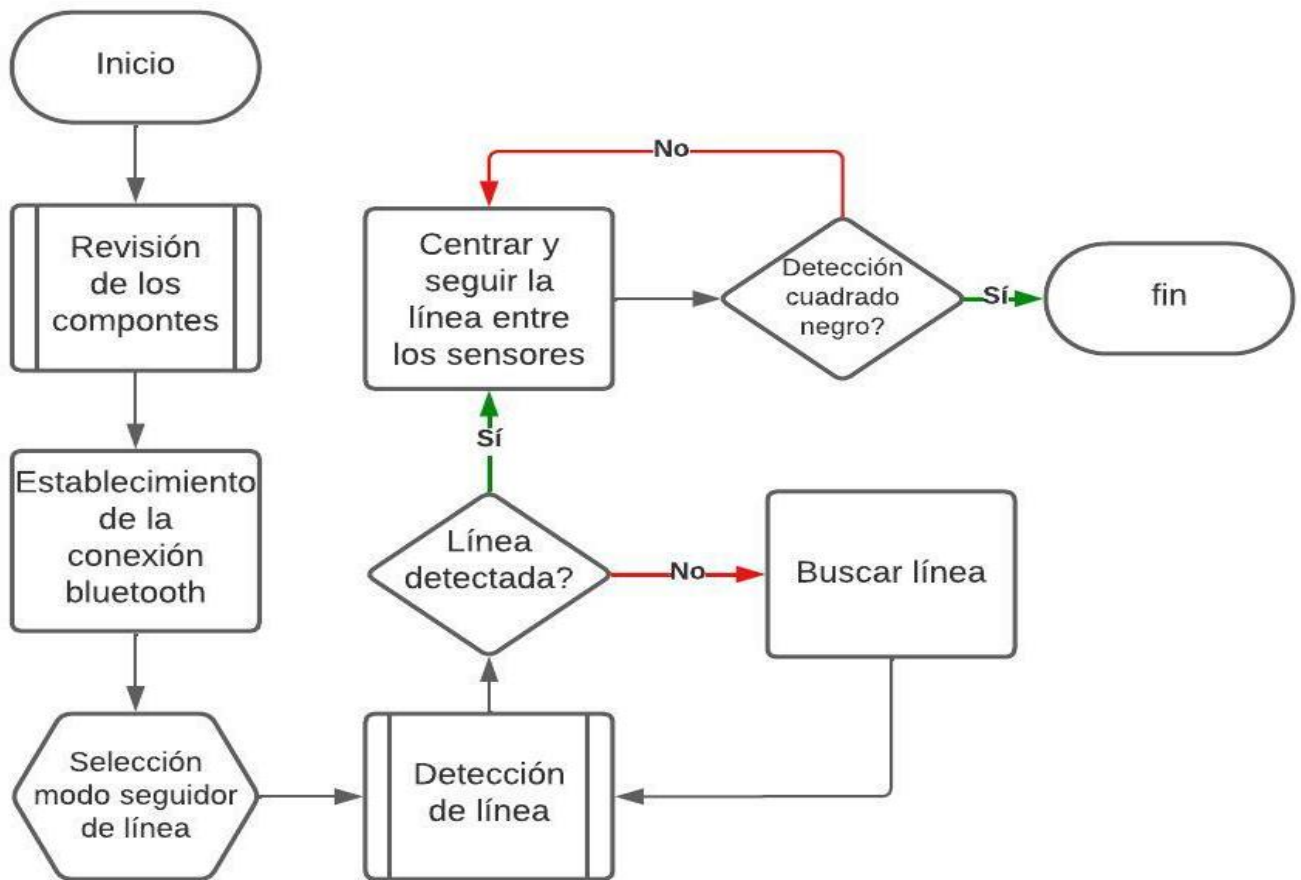 Inicio
Revisión
de los
compontes
Establecimiento
de la
conexión
bluetooth
Selección
modo seguidor
de línea
Detección
de línea
Línea
detectada?
No
Buscar línea
Sí
Centrar y
seguir la
línea entre
los sensores
No
Detección
cuadrado
negro?
Sí
fin